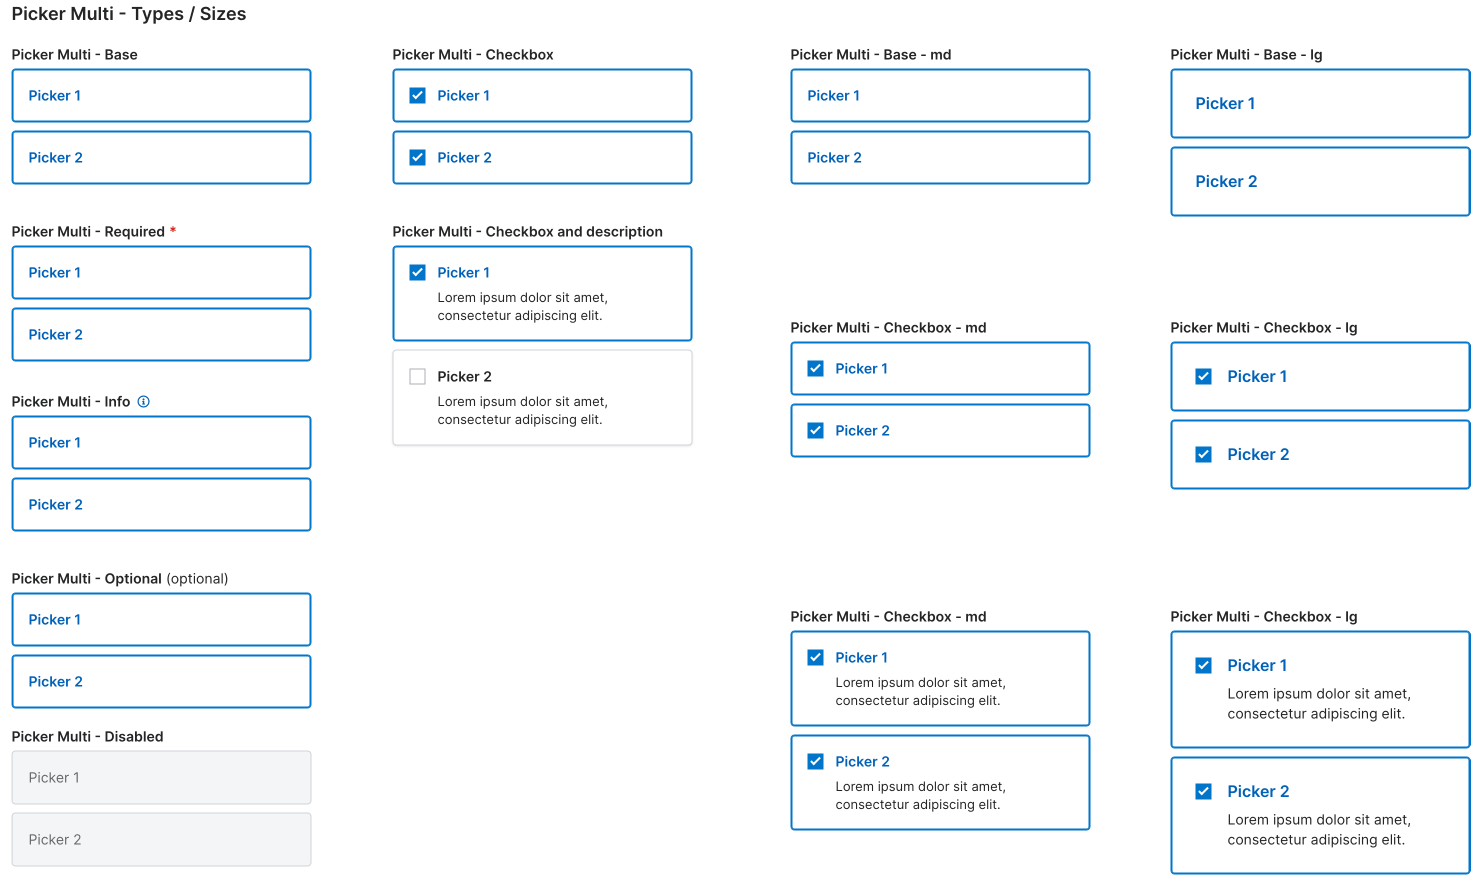 Picker Multi - Types / Sizes
Picker Multi - Base
Picker 1
Picker 2
Picker Multi - Required *
Picker 1
Picker 2
Picker Multi - Info
Picker 1
Picker 2
Picker Multi - Optional (optional)
Picker 1
Picker 2
Picker Multi - Disabled
Picker 1
Picker 2
Picker Multi - Checkbox
Picker 1
Picker 2
Picker Multi - Checkbox and description
Picker 1
Lorem ipsum dolor sit amet,
consectetur adipiscing elit.
Picker 2
Lorem ipsum dolor sit amet,
consectetur adipiscing elit.
Picker Multi - Base - md
Picker 1
Picker 2
Picker Multi - Checkbox - md
Picker 1
Picker 2
Picker Multi - Checkbox - md
Picker 1
Lorem ipsum dolor sit amet,
consectetur adipiscing elit.
Picker 2
Lorem ipsum dolor sit amet,
consectetur adipiscing elit.
Picker Multi - Base - lg
Picker 1
Picker 2
Picker Multi - Checkbox - lg
Picker 1
Picker 2
Picker Multi - Checkbox - lg
Picker 1
Lorem ipsum dolor sit amet,
consectetur adipiscing elit.
Picker 2
Lorem ipsum dolor sit amet,
consectetur adipiscing elit.